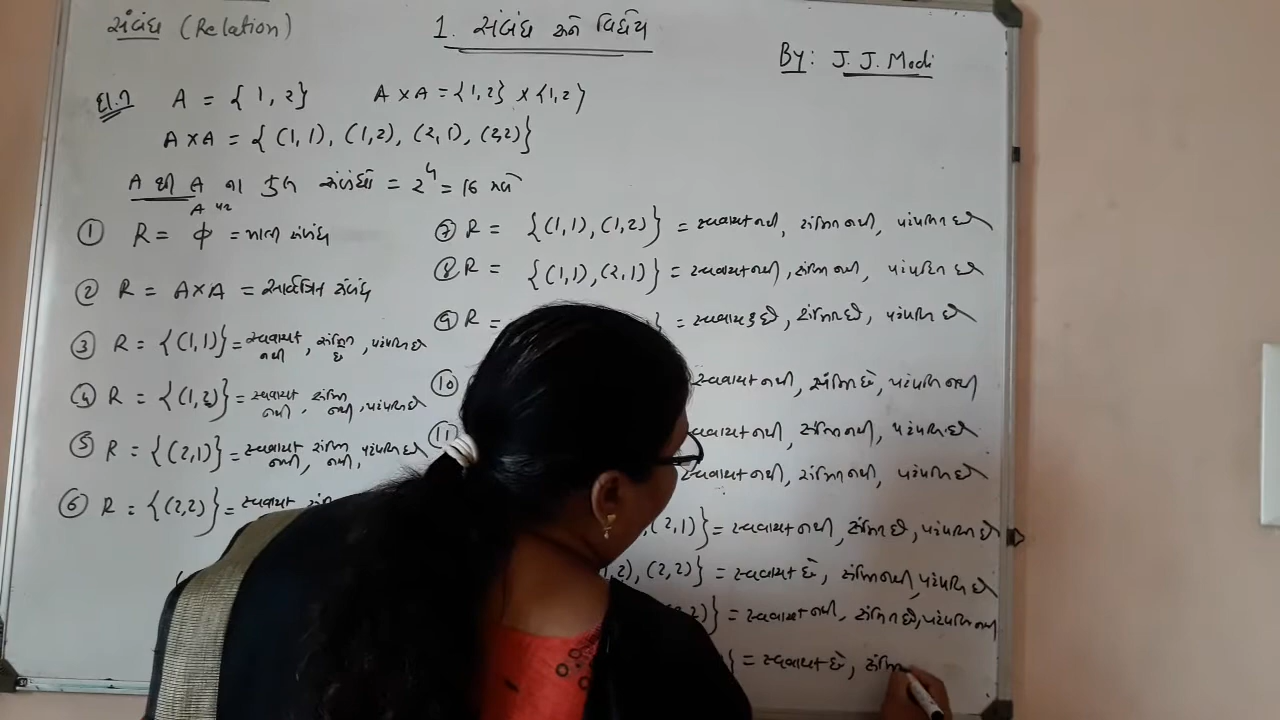 સંબંધ (Relation)
1. સંબંધ અને વિધેય
By: J. J. Modi
દા.1 A = { 1, 2 } A × A = {1, 2} × {1, 2}
A × A = { (1, 1), (1, 2), (2, 1), (2, 2) }
A થી A ના કુલ સંબંધો = 2⁴ = 16 મળે
A પર
① R = ϕ = ખાલી સંબંધ
② R = A × A = સાર્વત્રિક સંબંધ
③ R = { (1, 1) } = સ્વવાચક નથી, સંમિત છે, પરંપરિત છે
④ R = { (1, 2) } = સ્વવાચક નથી, સંમિત નથી, પરંપરિત છે
⑤ R = { (2, 1) } = સ્વવાચક નથી, સંમિત નથી, પરંપરિત છે
⑥ R = { (2, 2) } = સ્વવાચક
⑦ R = { (1, 1), (1, 2) } = સ્વવાચક નથી, સંમિત નથી, પરંપરિત છે
⑧ R = { (1, 1), (2, 1) } = સ્વવાચક નથી, સંમિત નથી, પરંપરિત છે
⑨ R = } = સ્વવાચક છે, સંમિત છે, પરંપરિત છે
⑩ સ્વવાચક નથી, સંમિત છે, પરંપરિત નથી
⑪ સ્વવાચક નથી, સંમિત નથી, પરંપરિત છે
સ્વવાચક નથી, સંમિત નથી, પરંપરિત છે
, (2, 1) } = સ્વવાચક નથી, સંમિત છે, પરંપરિત છે
2), (2, 2) } = સ્વવાચક છે, સંમિત નથી, પરંપરિત છે
2) } = સ્વવાચક નથી, સંમિત છે, પરંપરિત નથી
} = સ્વવાચક છે, સંમિ